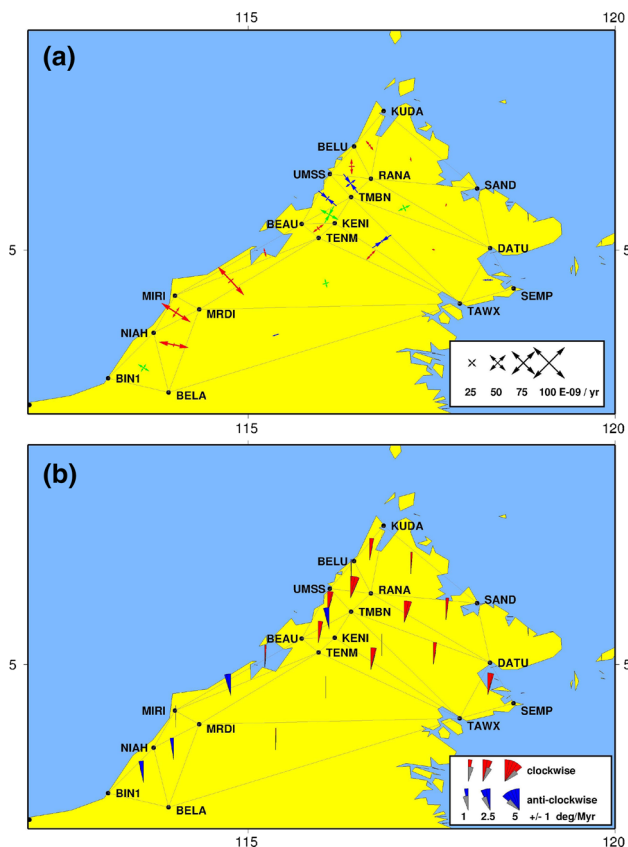 115
120
(a)
KUDA
BELU
UMSS
RANA
SAND
TMBN
BEAU
KENI
TENM
5
DATU
MIRI
SEMP
MRDI
TAWX
NIAH
BIN1
BELA
25 50 75 100 E-09 / yr
115
120
(b)
KUDA
BELU
UMSS
RANA
SAND
TMBN
BEAU
KENI
TENM
5
DATU
MIRI
SEMP
MRDI
TAWX
NIAH
BIN1
BELA
clockwise
anti-clockwise
1 2.5 5 +/- 1 deg/Myr